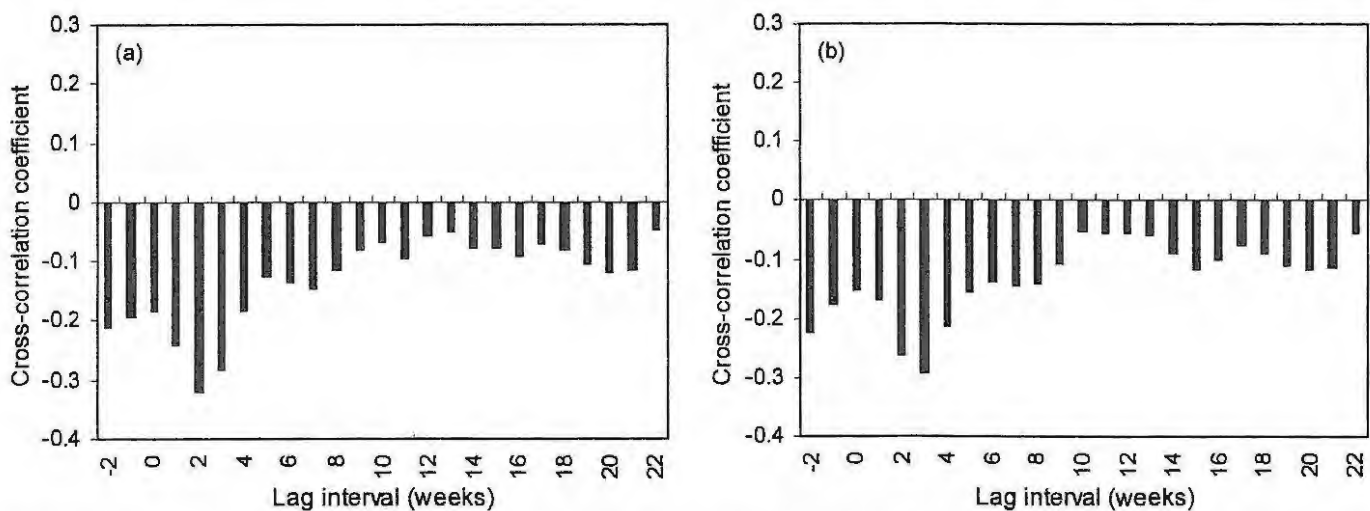 (a)
Cross-correlation coefficient
0.3
0.2
0.1
0
-0.1
-0.2
-0.3
-0.4
-2 0 2 4 6 8 10 12 14 16 18 20 22
Lag interval (weeks)
(b)
Cross-correlation coefficient
0.3
0.2
0.1
0
-0.1
-0.2
-0.3
-0.4
-2 0 2 4 6 8 10 12 14 16 18 20 22
Lag interval (weeks)